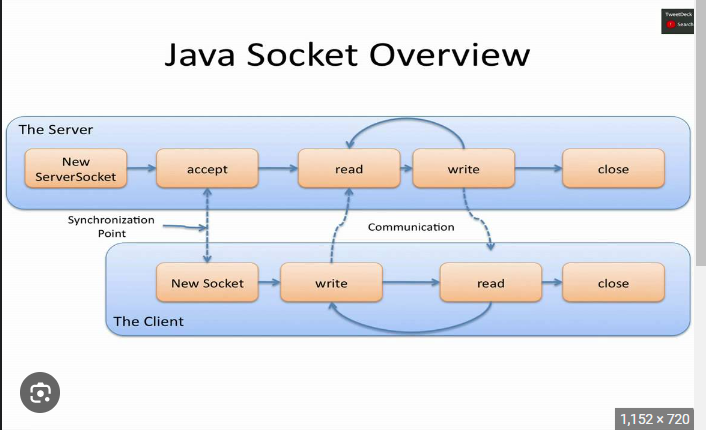 TweetDeck
Search
Java Socket Overview
The Server
New
ServerSocket
accept
read
write
close
Synchronization
Point
Communication
New Socket
write
read
close
The Client
1,152 × 720